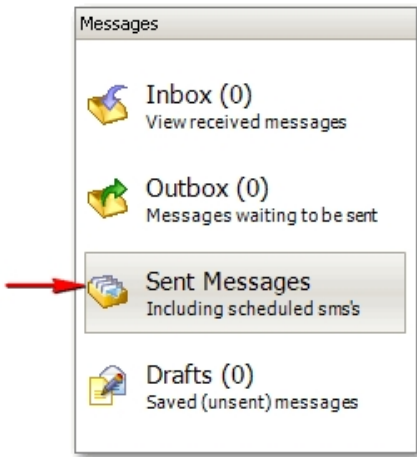 Messages
Inbox (0)
View received messages
Outbox (0)
Messages waiting to be sent
Sent Messages
Including scheduled sms's
Drafts (0)
Saved (unsent) messages